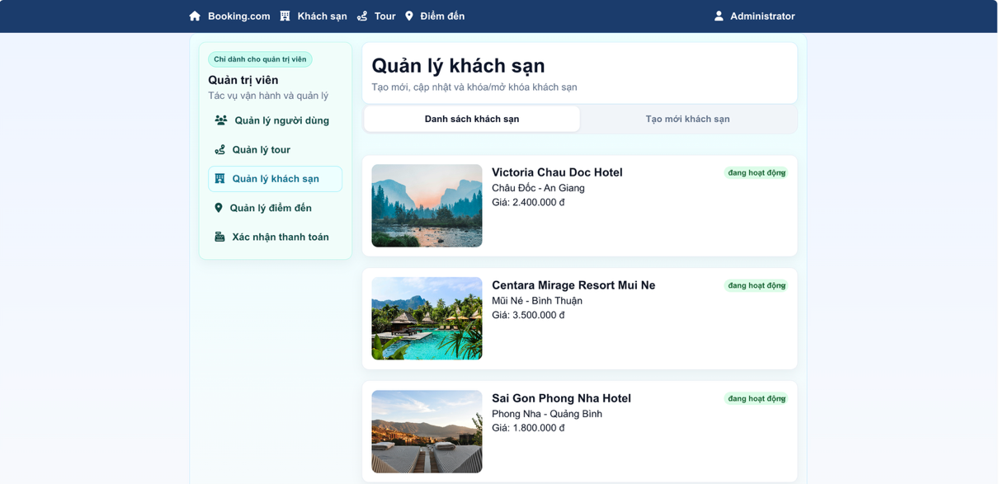 Booking.com Khách sạn Tour Điểm đến Administrator
Chỉ dành cho quản trị viên
Quản trị viên
Tác vụ vận hành và quản lý
Quản lý người dùng
Quản lý tour
Quản lý khách sạn
Quản lý điểm đến
Xác nhận thanh toán
Quản lý khách sạn
Tạo mới, cập nhật và khóa/mở khóa khách sạn
Danh sách khách sạn Tạo mới khách sạn
Victoria Chau Doc Hotel đang hoạt động
Châu Đốc - An Giang
Giá: 2.400.000 đ
Centara Mirage Resort Mui Ne đang hoạt động
Mũi Né - Bình Thuận
Giá: 3.500.000 đ
Sai Gon Phong Nha Hotel đang hoạt động
Phong Nha - Quảng Bình
Giá: 1.800.000 đ